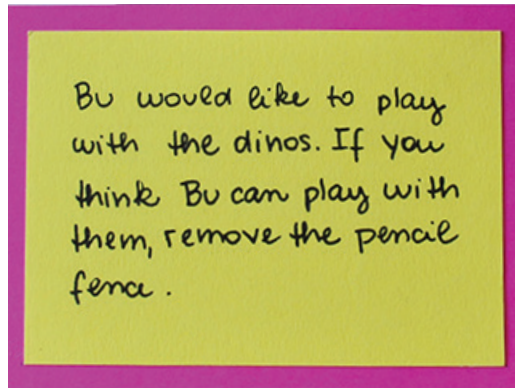 Bu would like to play
with the dinos. If you
think Bu can play with
them, remove the pencil
fence.